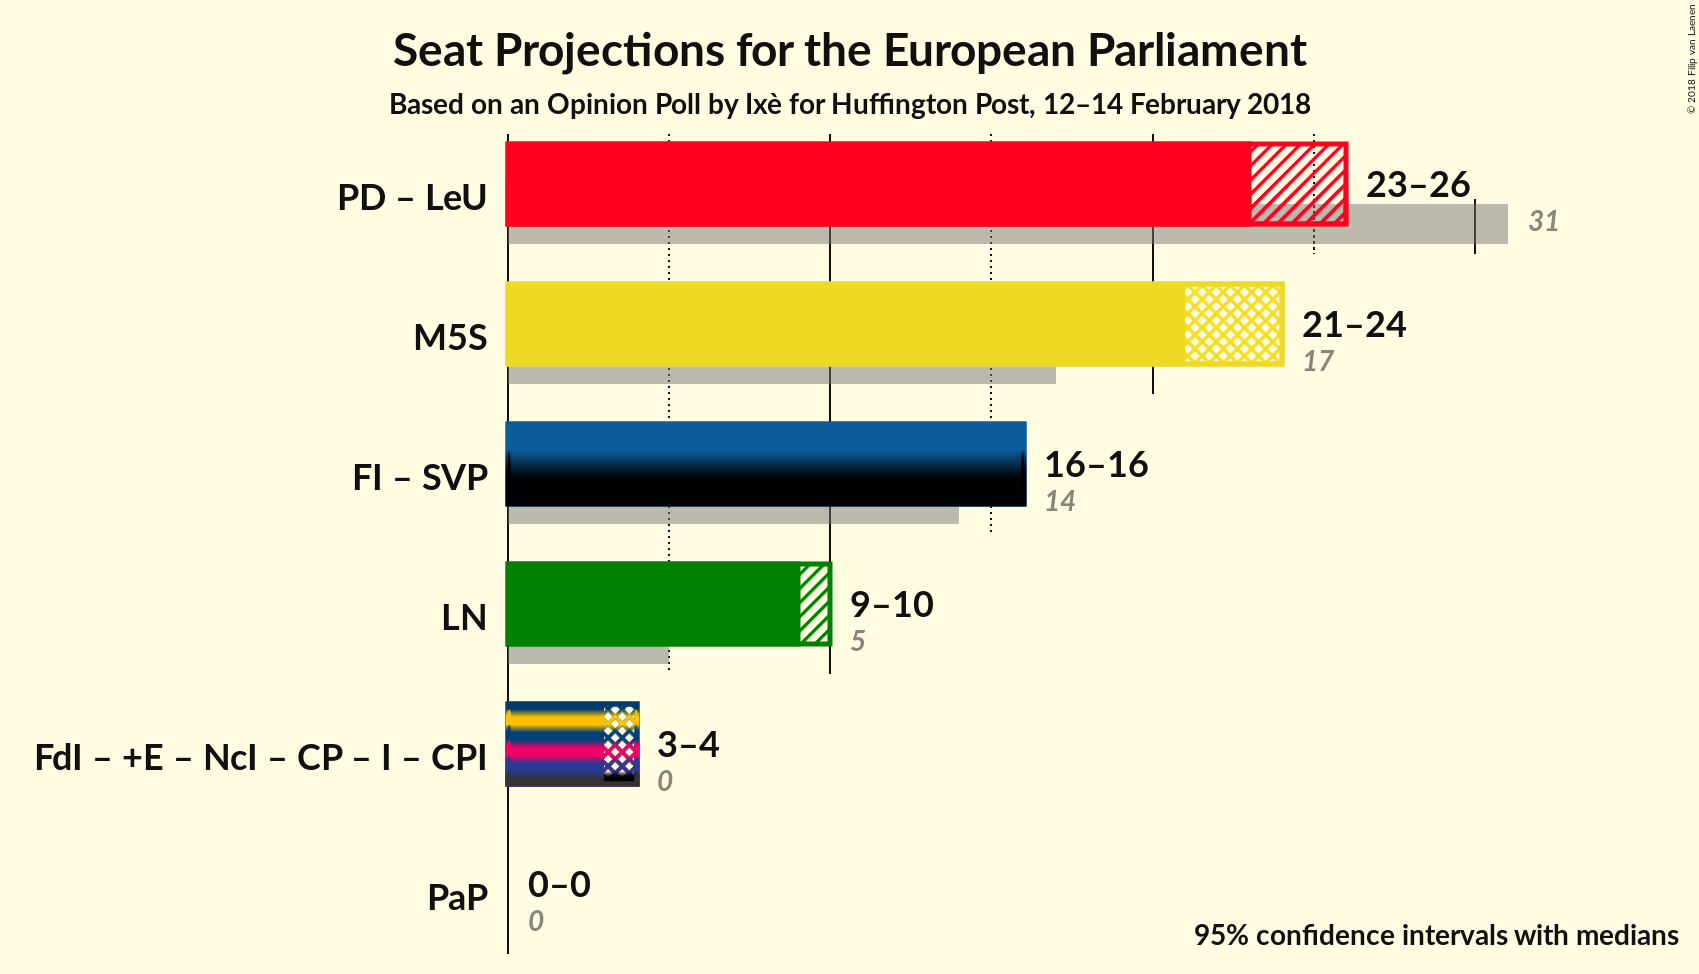 Seat Projections for the European Parliament
Based on an Opinion Poll by Ixè for Huffington Post, 12–14 February 2018
© 2018 Filip van Laenen
PD – LeU
23–26
31
M5S
21–24
17
FI – SVP
16–16
14
LN
9–10
5
FdI – +E – NcI – CP – I – CPI
3–4
0
PaP
0–0
0
95% confidence intervals with medians